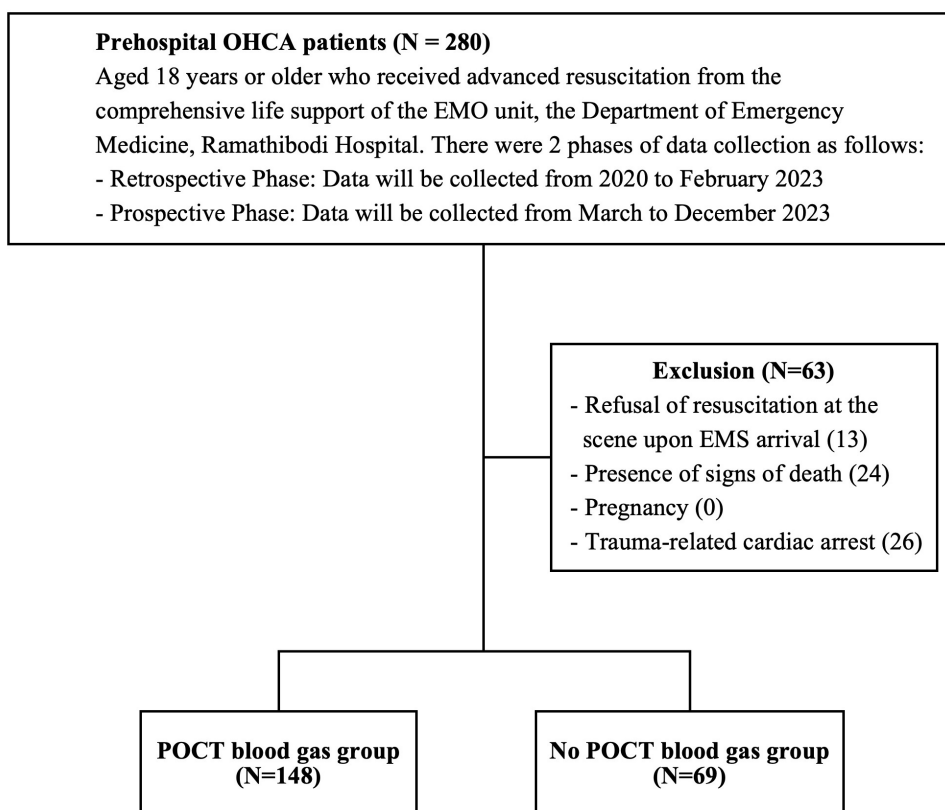 Prehospital OHCA patients (N = 280)
Aged 18 years or older who received advanced resuscitation from the
comprehensive life support of the EMO unit, the Department of Emergency
Medicine, Ramathibodi Hospital. There were 2 phases of data collection as follows:
- Retrospective Phase: Data will be collected from 2020 to February 2023
- Prospective Phase: Data will be collected from March to December 2023
Exclusion (N=63)
- Refusal of resuscitation at the
scene upon EMS arrival (13)
- Presence of signs of death (24)
- Pregnancy (0)
- Trauma-related cardiac arrest (26)
POCT blood gas group
(N=148)
No POCT blood gas group
(N=69)